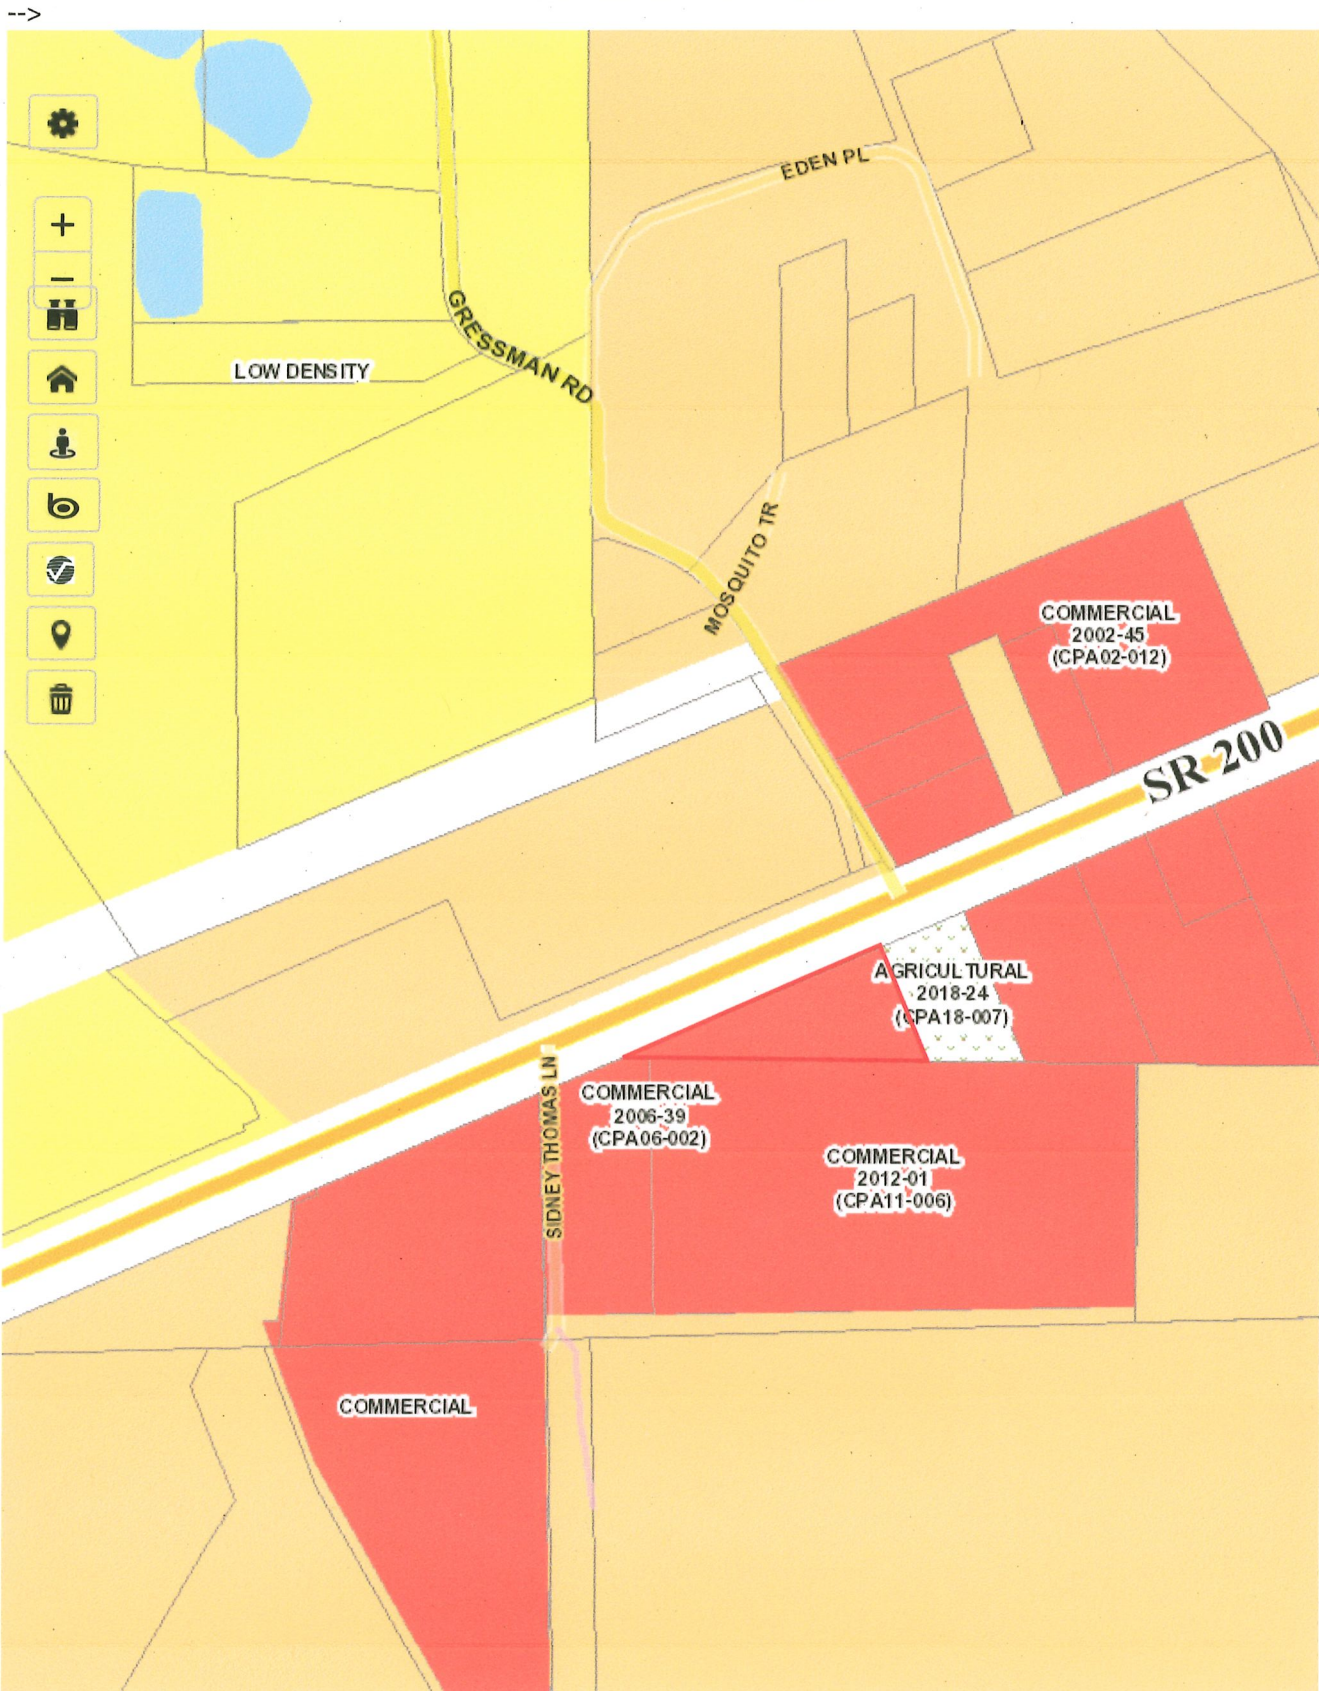 -->
EDEN PL
GRESSMAN RD
LOW DENSITY
MOSQUITO TR
COMMERCIAL
2002-45
(CPA02-012)
SR 200
AGRICULTURAL
2018-24
(CPA18-007)
SIDNEY THOMAS LN
COMMERCIAL
2006-39
(CPA06-002)
COMMERCIAL
2012-01
(CPA11-006)
COMMERCIAL